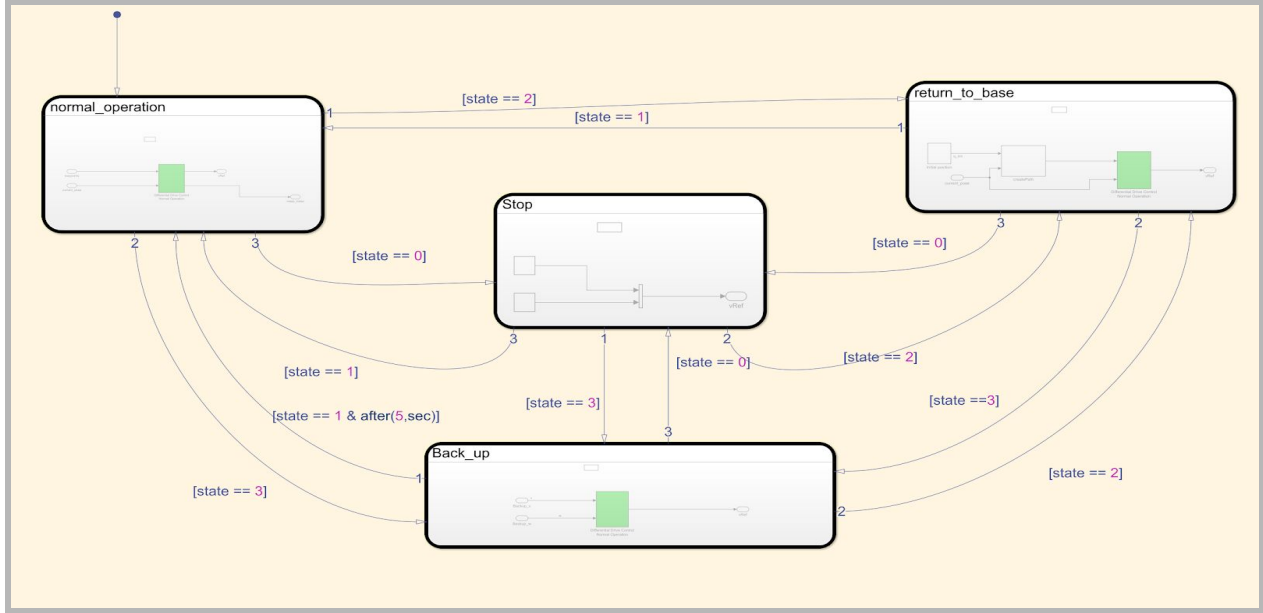 normal_operation
return_to_base
[state == 2]
[state == 1]
1
1
Stop
vRef
2
3
3
2
[state == 0]
[state == 0]
3
1
2
[state == 1]
[state == 0]
[state == 2]
[state == 3]
[state ==3]
[state == 1 & after(5,sec)]
3
Back_up
[state == 3]
1
2
[state == 2]